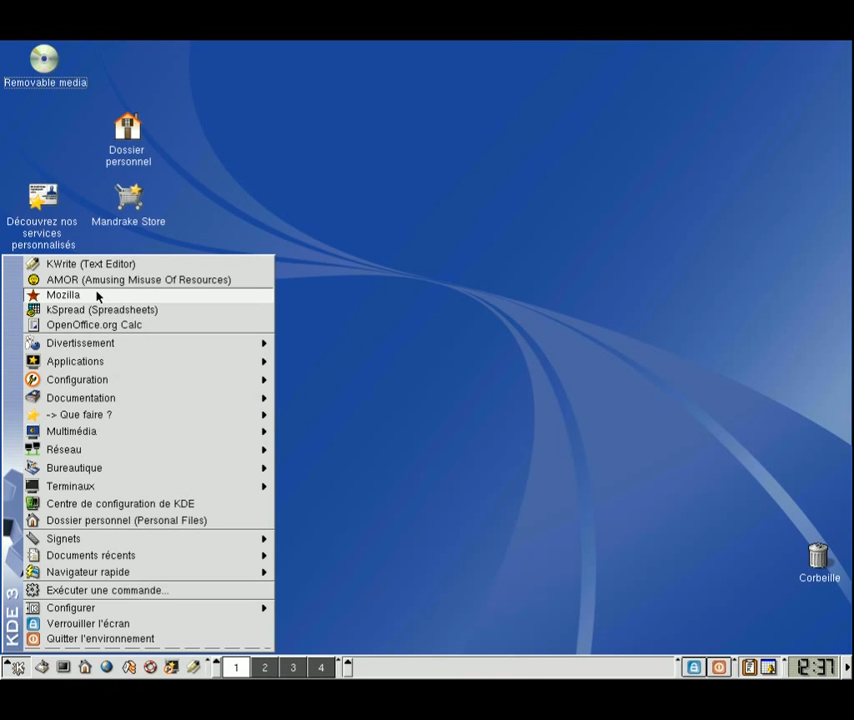 Removable media
Dossier
personnel
Découvrez nos
services
personnalisés
Mandrake Store
KWrite (Text Editor)
AMOR (Amusing Misuse Of Resources)
Mozilla
kSpread (Spreadsheets)
OpenOffice.org Calc
Divertissement
Applications
Configuration
Documentation
-> Que faire ?
Multimédia
Réseau
Bureautique
Terminaux
Centre de configuration de KDE
Dossier personnel (Personal Files)
Signets
Documents récents
Navigateur rapide
Exécuter une commande...
Configurer
Verrouiller l'écran
Quitter l'environnement
KDE 3
Corbeille
1 2 3 4
12:37